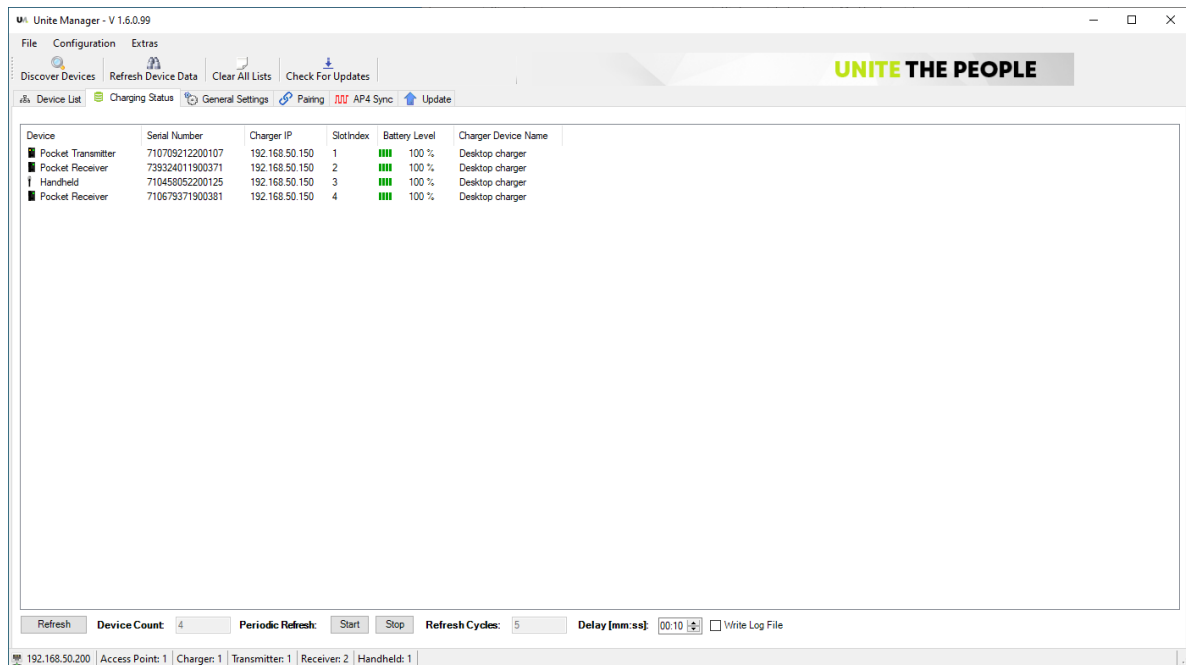 UM Unite Manager - V 1.6.0.99
File Configuration Extras
Discover Devices Refresh Device Data Clear All Lists Check For Updates
UNITE THE PEOPLE
Device List Charging Status General Settings Pairing AP4 Sync Update
Device Serial Number Charger IP SlotIndex Battery Level Charger Device Name
Pocket Transmitter 710709212200107 192.168.50.150 1 100 % Desktop charger
Pocket Receiver 739324011900371 192.168.50.150 2 100 % Desktop charger
Handheld 710458052200125 192.168.50.150 3 100 % Desktop charger
Pocket Receiver 710679371900381 192.168.50.150 4 100 % Desktop charger
Refresh Device Count: 4 Periodic Refresh: Start Stop Refresh Cycles: 5 Delay [mm:ss]: 00:10 Write Log File
192.168.50.200 Access Point: 1 Charger: 1 Transmitter: 1 Receiver: 2 Handheld: 1